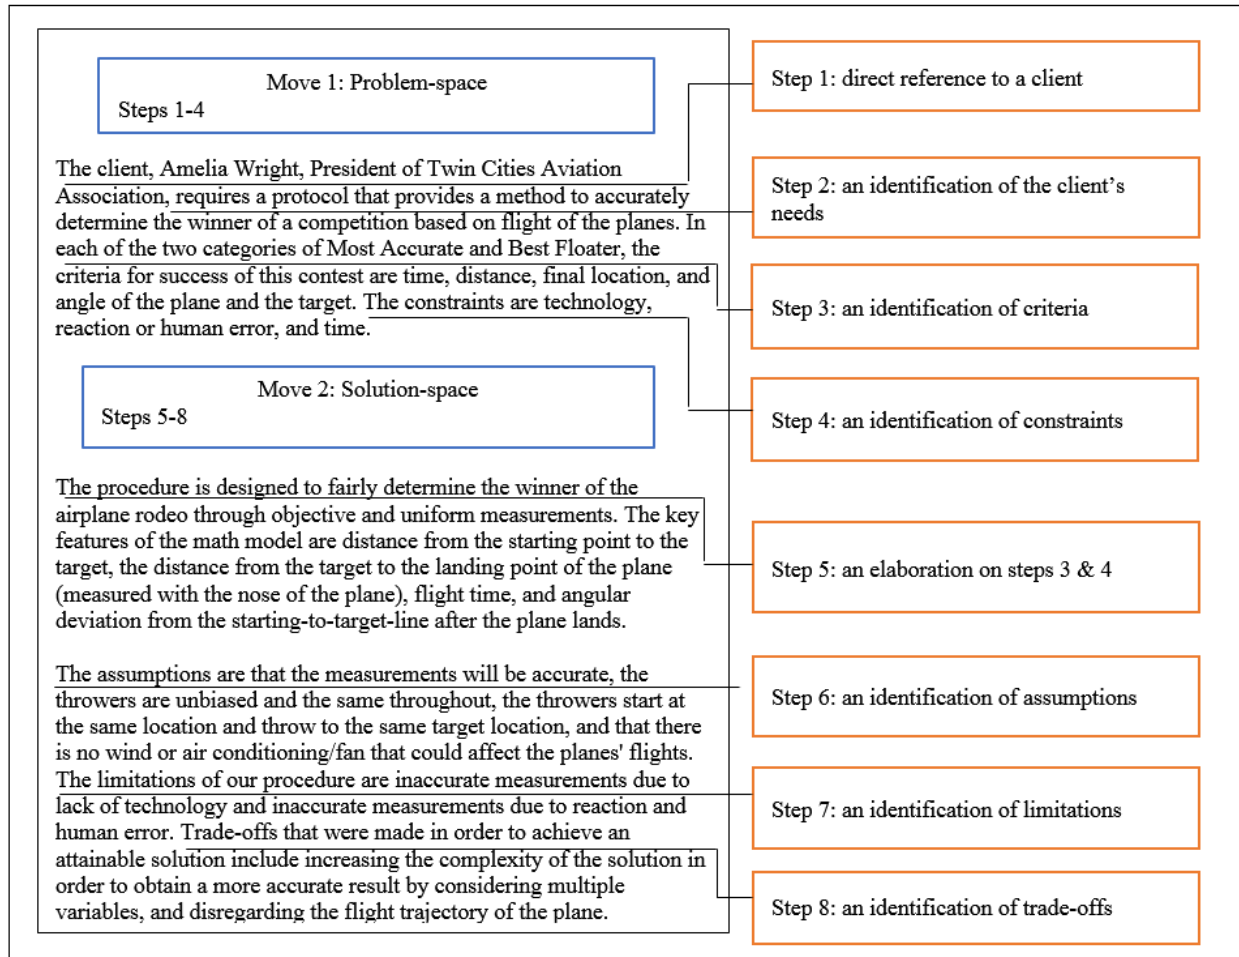 Move 1: Problem-space
Steps 1-4
The client, Amelia Wright, President of Twin Cities Aviation
Association, requires a protocol that provides a method to accurately
determine the winner of a competition based on flight of the planes. In
each of the two categories of Most Accurate and Best Floater, the
criteria for success of this contest are time, distance, final location, and
angle of the plane and the target. The constraints are technology,
reaction or human error, and time.
Move 2: Solution-space
Steps 5-8
The procedure is designed to fairly determine the winner of the
airplane rodeo through objective and uniform measurements. The key
features of the math model are distance from the starting point to the
target, the distance from the target to the landing point of the plane
(measured with the nose of the plane), flight time, and angular
deviation from the starting-to-target-line after the plane lands.
The assumptions are that the measurements will be accurate, the
throwers are unbiased and the same throughout, the throwers start at
the same location and throw to the same target location, and that there
is no wind or air conditioning/fan that could affect the planes' flights.
The limitations of our procedure are inaccurate measurements due to
lack of technology and inaccurate measurements due to reaction and
human error. Trade-offs that were made in order to achieve an
attainable solution include increasing the complexity of the solution in
order to obtain a more accurate result by considering multiple
variables, and disregarding the flight trajectory of the plane.
Step 1: direct reference to a client
Step 2: an identification of the client's
needs
Step 3: an identification of criteria
Step 4: an identification of constraints
Step 5: an elaboration on steps 3 & 4
Step 6: an identification of assumptions
Step 7: an identification of limitations
Step 8: an identification of trade-offs